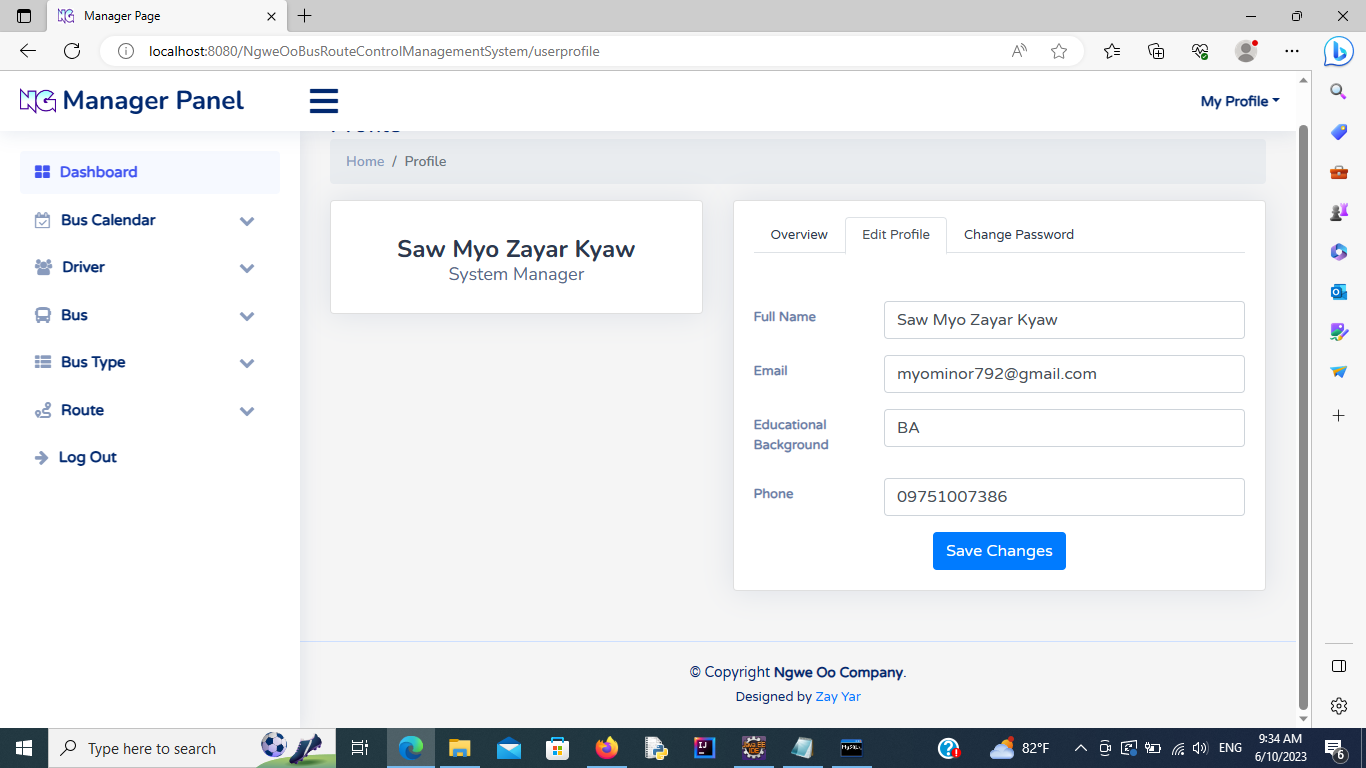 Manager Page
localhost:8080/NgweOoBusRouteControlManagementSystem/userprofile
NG Manager Panel
My Profile
Home / Profile
Dashboard
Bus Calendar
Driver
Bus
Bus Type
Route
Log Out
Saw Myo Zayar Kyaw
System Manager
Overview Edit Profile Change Password
Full Name Saw Myo Zayar Kyaw
Email myominor792@gmail.com
Educational Background BA
Phone 09751007386
Save Changes
© Copyright Ngwe Oo Company.
Designed by Zay Yar
Type here to search
82°F
ENG
9:34 AM
6/10/2023
6